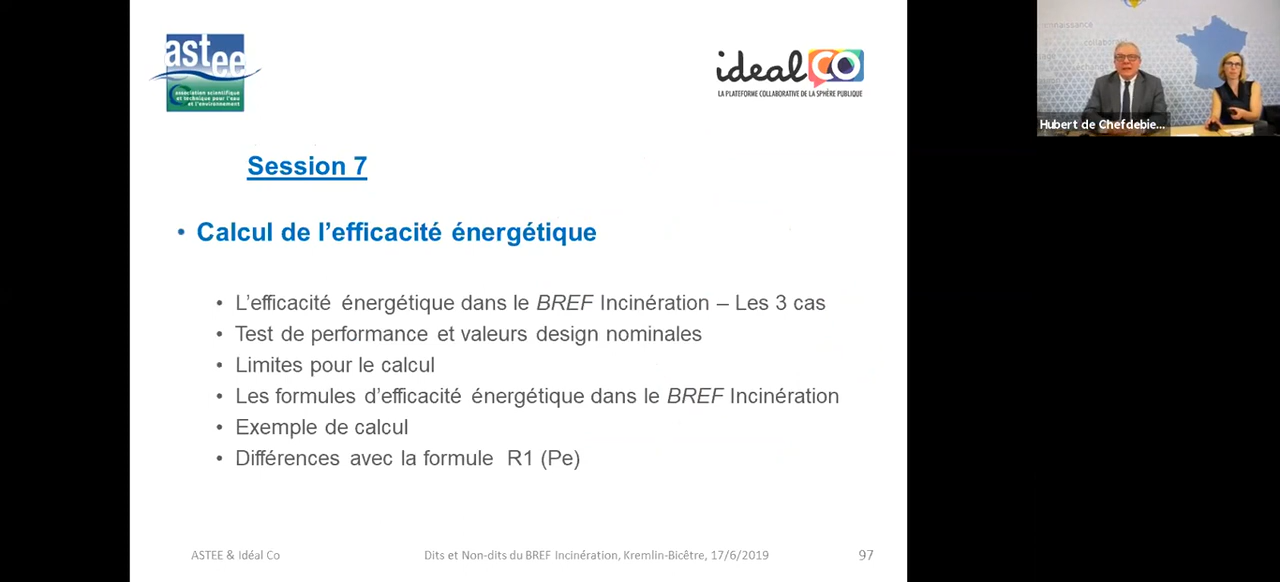 astee
association scientifique
et technique pour l'eau
et l'environnement
idealCO
LA PLATEFORME COLLABORATIVE DE LA SPHÈRE PUBLIQUE
connaissance
Hubert de Chefdebie...
Session 7
• Calcul de l'efficacité énergétique
• L'efficacité énergétique dans le BREF Incinération – Les 3 cas
• Test de performance et valeurs design nominales
• Limites pour le calcul
• Les formules d'efficacité énergétique dans le BREF Incinération
• Exemple de calcul
• Différences avec la formule R1 (Pe)
ASTEE & Idéal Co
Dits et Non-dits du BREF Incinération, Kremlin-Bicêtre, 17/6/2019
97